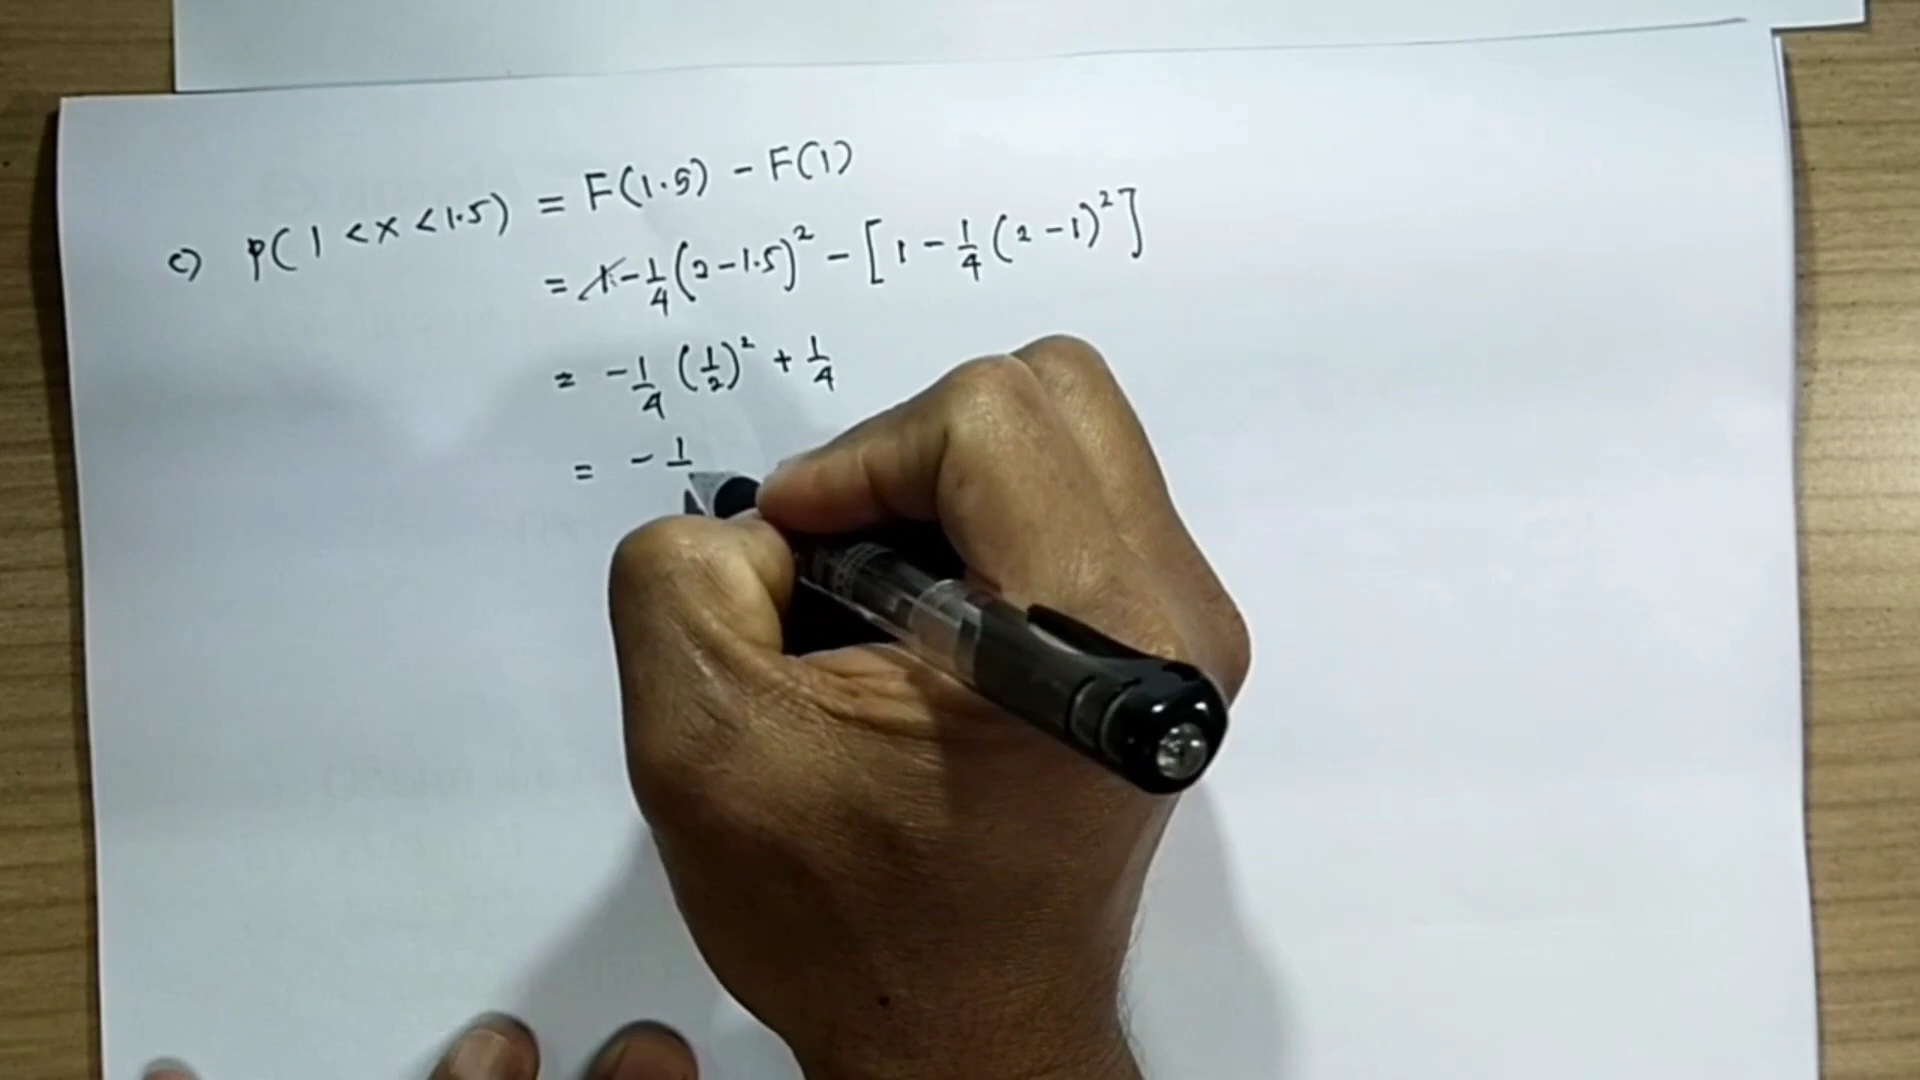 c) P(1 < x < 1.5) = F(1.5) - F(1)
= 1 - 1/4 (2 - 1.5)² - [1 - 1/4 (2 - 1)²]
= -1/4 (1/2)² + 1/4
= - 1